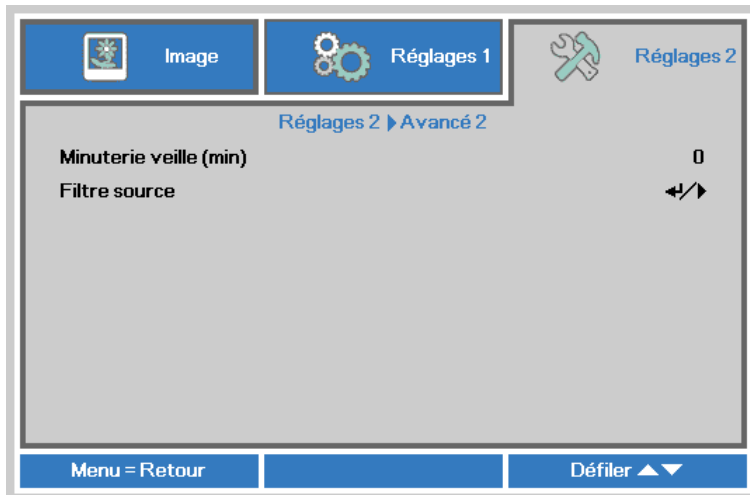 Image Réglages 1 Réglages 2
Réglages 2 ▶ Avancé 2
Minuterie veille (min) 0
Filtre source ↵/▶
Menu = Retour Défiler ▲▼